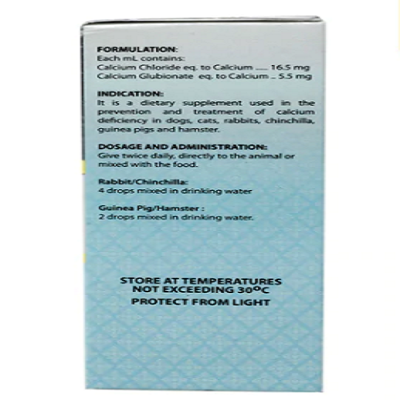 FORMULATION:
Each mL contains:
Calcium Chloride eq. to Calcium ..... 16.5 mg
Calcium Glubionate eq. to Calcium .. 5.5 mg
INDICATION:
It is a dietary supplement used in the
prevention and treatment of calcium
deficiency in dogs, cats, rabbits, chinchilla,
guinea pigs and hamster.
DOSAGE AND ADMINISTRATION:
Give twice daily, directly to the animal or
mixed with the food.
Rabbit/Chinchilla:
4 drops mixed in drinking water
Guinea Pig/Hamster :
2 drops mixed in drinking water.
STORE AT TEMPERATURES
NOT EXCEEDING 30ºC
PROTECT FROM LIGHT